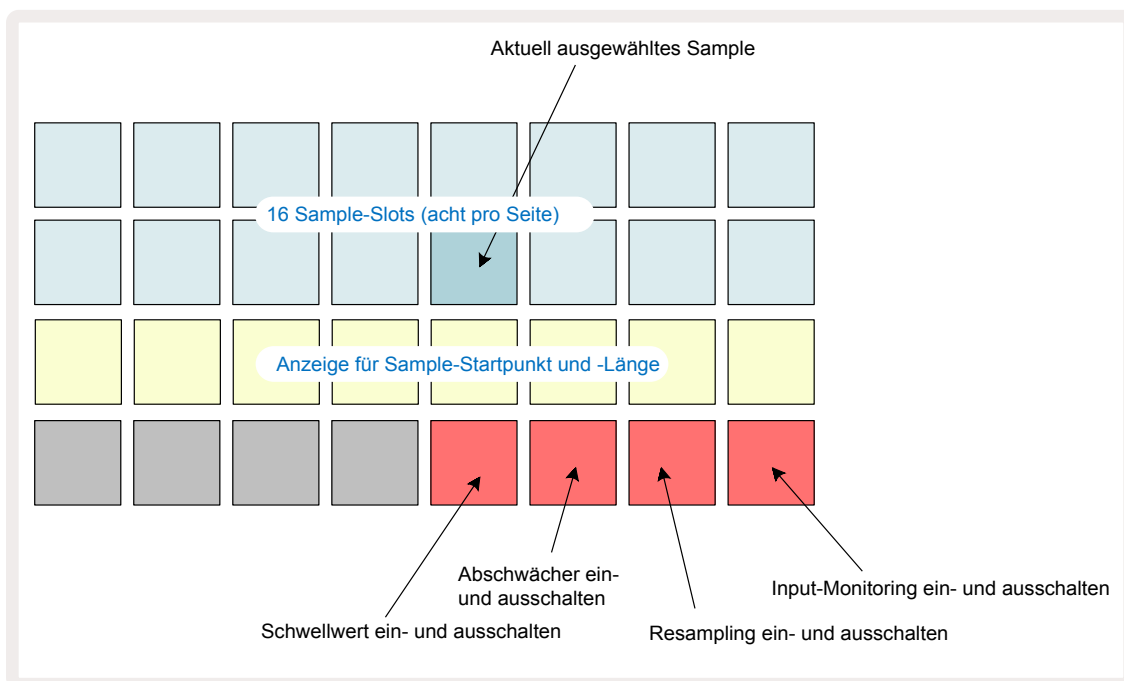 Aktuell ausgewähltes Sample
16 Sample-Slots (acht pro Seite)
Anzeige für Sample-Startpunkt und -Länge
Abschwächer ein-
und ausschalten
Input-Monitoring ein- und ausschalten
Schwellwert ein- und ausschalten
Resampling ein- und ausschalten